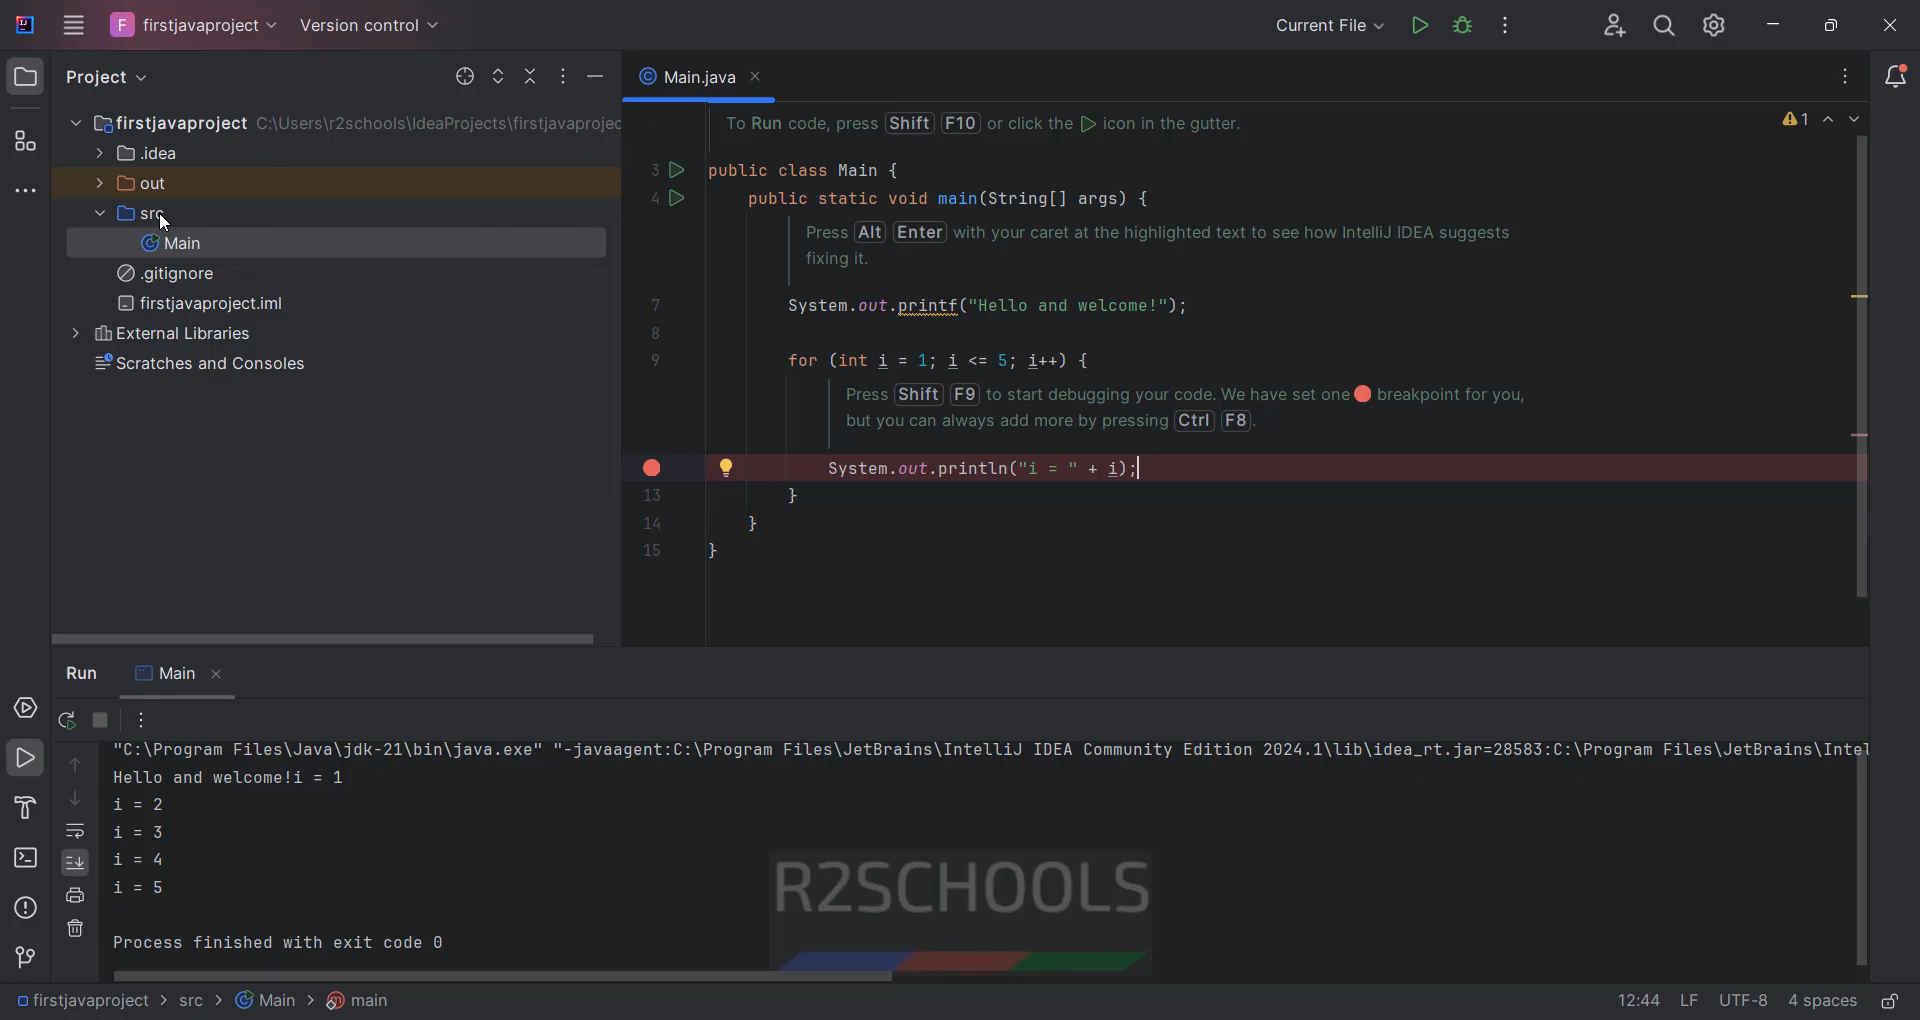 F firstjavaproject Version control Current File
Project
Main.java
firstjavaproject C:\Users\r2schools\IdeaProjects\firstjavaprojec
.idea
out
src
Main
.gitignore
firstjavaproject.iml
External Libraries
Scratches and Consoles
To Run code, press Shift F10 or click the icon in the gutter.
1
3 public class Main {
4 public static void main(String[] args) {
Press Alt Enter with your caret at the highlighted text to see how IntelliJ IDEA suggests
fixing it.
7 System.out.printf("Hello and welcome!");
8
9 for (int i = 1; i <= 5; i++) {
Press Shift F9 to start debugging your code. We have set one breakpoint for you,
but you can always add more by pressing Ctrl F8.
System.out.println("i = " + i);
13 }
14 }
15 }
Run Main
"C:\Program Files\Java\jdk-21\bin\java.exe" "-javaagent:C:\Program Files\JetBrains\IntelliJ IDEA Community Edition 2024.1\lib\idea_rt.jar=28583:C:\Program Files\JetBrains\Intel
Hello and welcome!i = 1
i = 2
i = 3
i = 4
i = 5
Process finished with exit code 0
R2SCHOOLS
firstjavaproject > src > Main > main 12:44 LF UTF-8 4 spaces